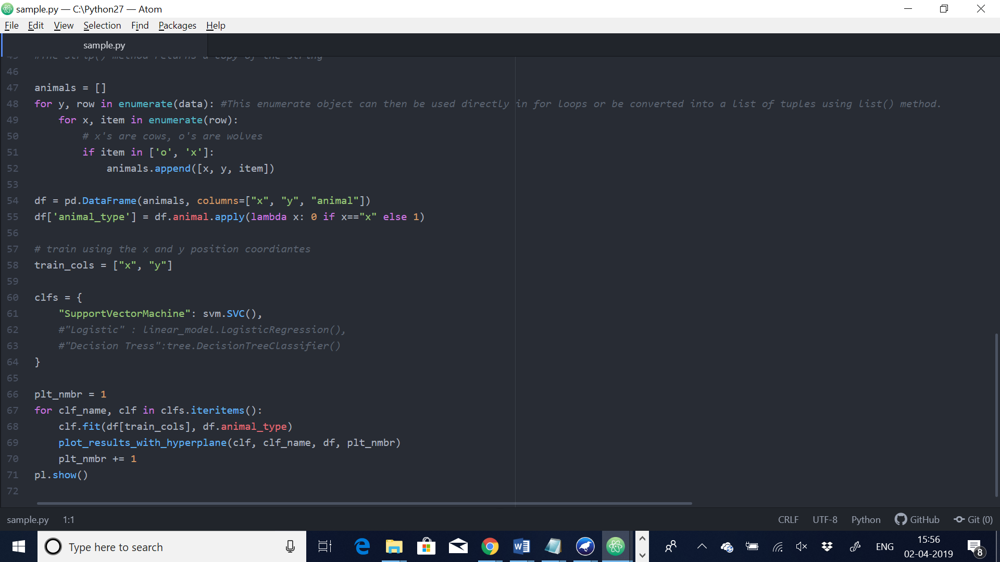 sample.py — C:\Python27 — Atom
File Edit View Selection Find Packages Help
sample.py
45 #The strip() method returns a copy of the string
46
47 animals = []
48 for y, row in enumerate(data): #This enumerate object can then be used directly in for loops or be converted into a list of tuples using list() method.
49     for x, item in enumerate(row):
50         # x's are cows, o's are wolves
51         if item in ['o', 'x']:
52             animals.append([x, y, item])
53
54 df = pd.DataFrame(animals, columns=["x", "y", "animal"])
55 df['animal_type'] = df.animal.apply(lambda x: 0 if x=="x" else 1)
56
57 # train using the x and y position coordiantes
58 train_cols = ["x", "y"]
59
60 clfs = {
61     "SupportVectorMachine": svm.SVC(),
62     #"Logistic" : linear_model.LogisticRegression(),
63     #"Decision Tress":tree.DecisionTreeClassifier()
64 }
65
66 plt_nmbr = 1
67 for clf_name, clf in clfs.iteritems():
68     clf.fit(df[train_cols], df.animal_type)
69     plot_results_with_hyperplane(clf, clf_name, df, plt_nmbr)
70     plt_nmbr += 1
71 pl.show()
72
sample.py 1:1 CRLF UTF-8 Python GitHub Git (0)
Type here to search
ENG
15:56
02-04-2019
8